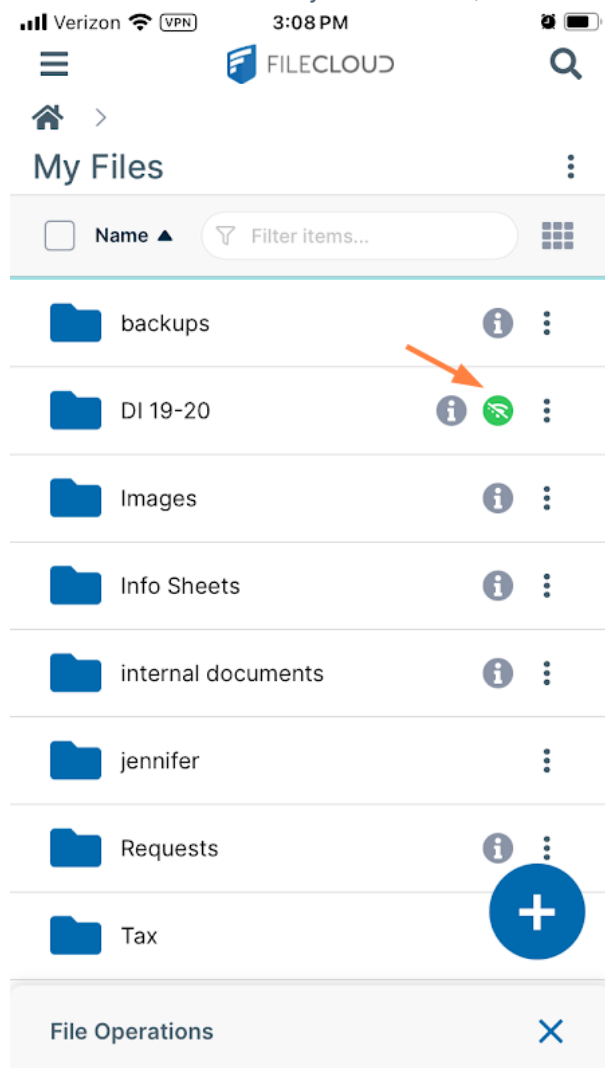 Verizon VPN 3:08 PM
FILECLOUD
My Files
Name Filter items...
backups
DI 19-20
Images
Info Sheets
internal documents
jennifer
Requests
Tax
File Operations